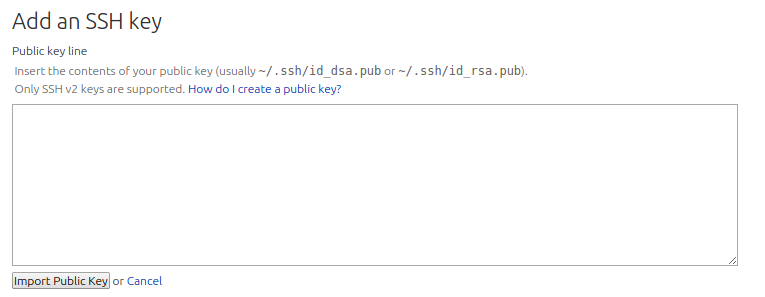 Add an SSH key
Public key line
Insert the contents of your public key (usually ~/.ssh/id_dsa.pub or ~/.ssh/id_rsa.pub).
Only SSH v2 keys are supported. How do I create a public key?
Import Public Key or Cancel